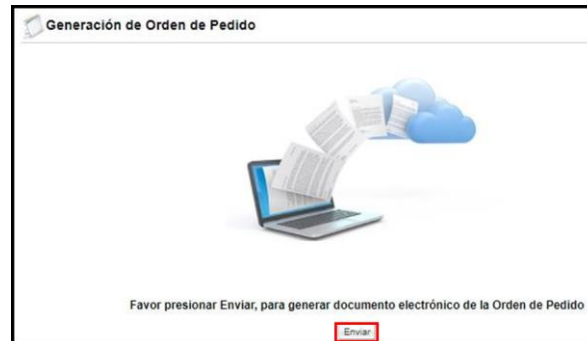 Generación de Orden de Pedido
Favor presionar Enviar, para generar documento electrónico de la Orden de Pedido
Enviar